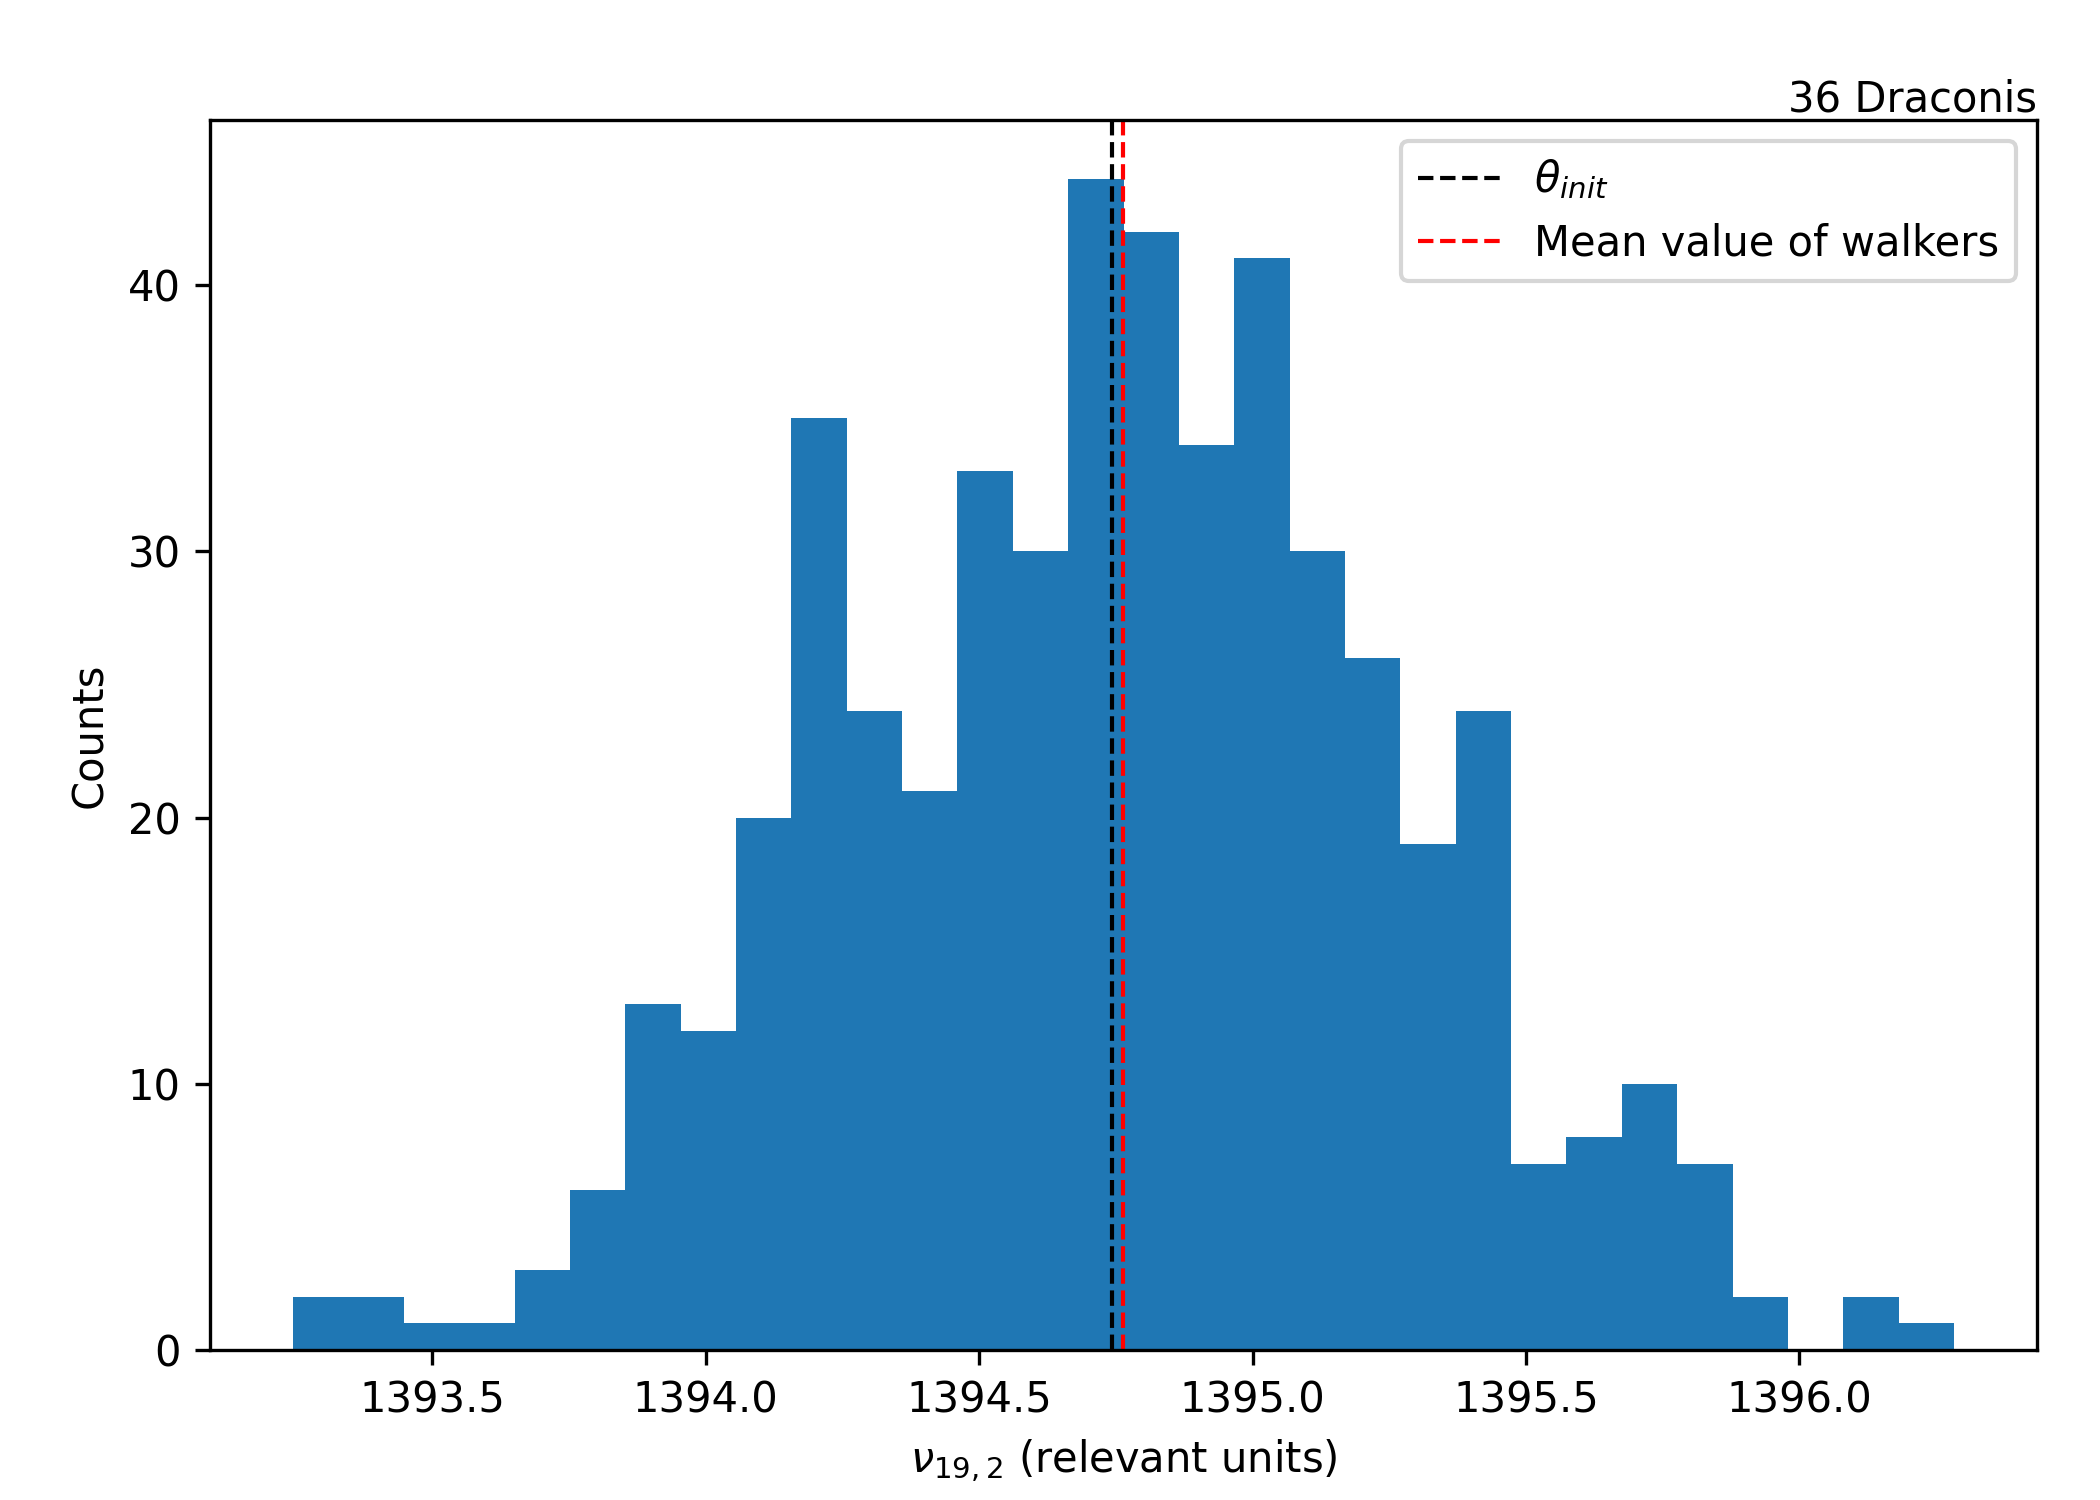 36 Draconis
θ_init
Mean value of walkers
40
30
20
10
0
Counts
1393.5 1394.0 1394.5 1395.0 1395.5 1396.0
ν_19,2 (relevant units)